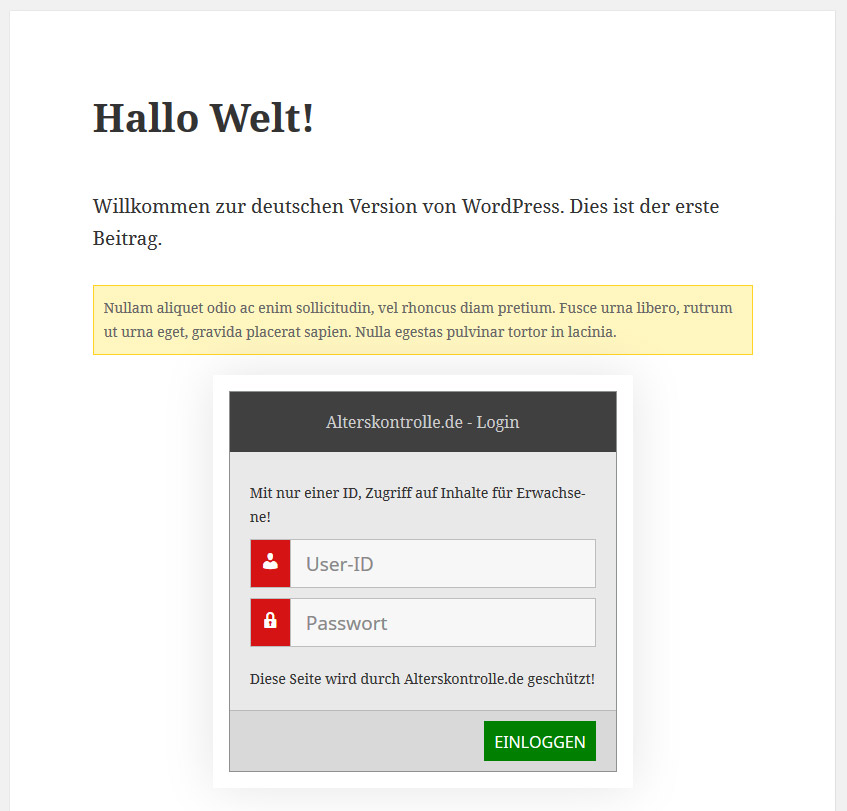 Hallo Welt!
Willkommen zur deutschen Version von WordPress. Dies ist der erste
Beitrag.
Nullam aliquet odio ac enim sollicitudin, vel rhoncus diam pretium. Fusce urna libero, rutrum
ut urna eget, gravida placerat sapien. Nulla egestas pulvinar tortor in lacinia.
Alterskontrolle.de - Login
Mit nur einer ID, Zugriff auf Inhalte für Erwachse-
ne!
User-ID
Passwort
Diese Seite wird durch Alterskontrolle.de geschützt!
EINLOGGEN